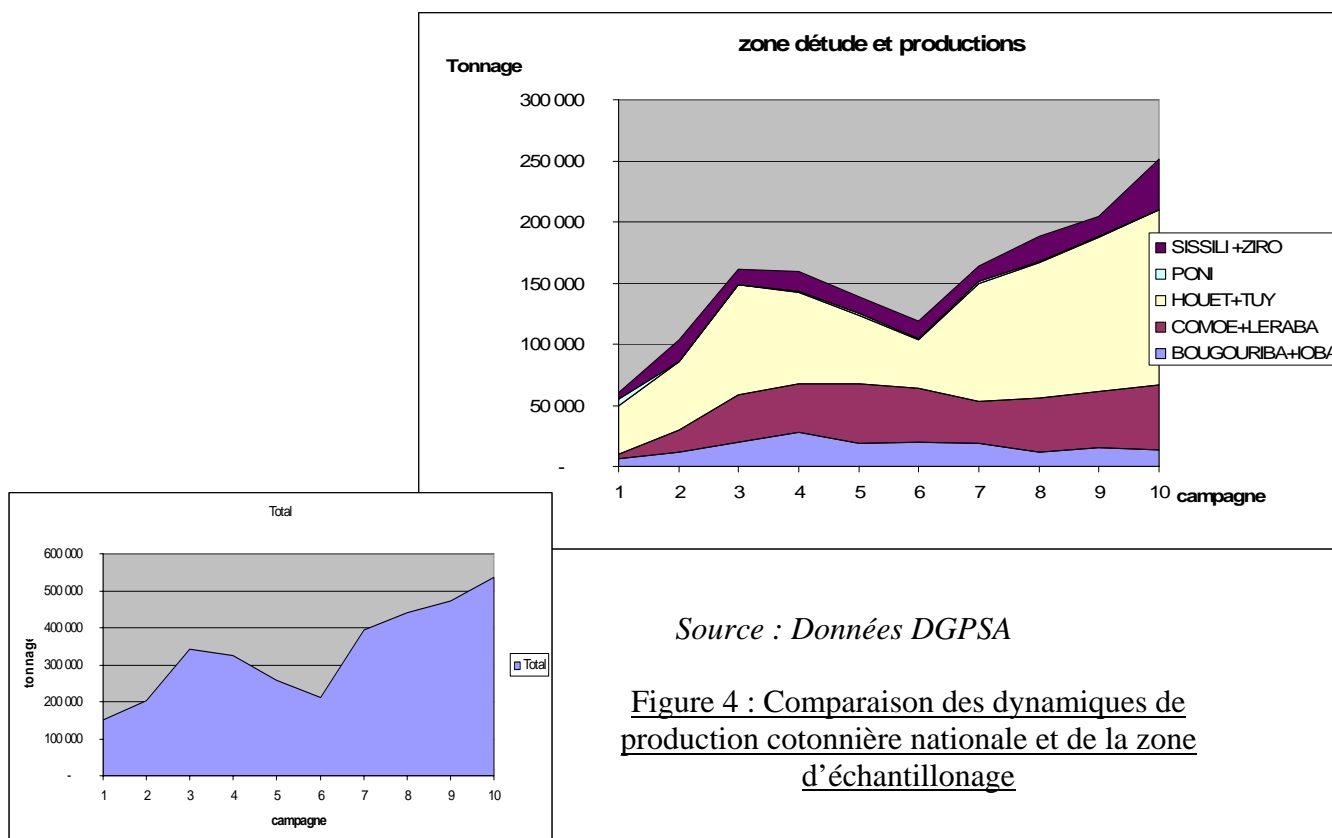 zone détude et productions
Tonnage
300 000
250 000
200 000
150 000
100 000
50 000
-
1 2 3 4 5 6 7 8 9 10
campagne
SISSILI +ZIRO
PONI
HOUET+TUY
COMOE+LERABA
BOUGOURIBA+IOBA
Total
tonnage
600 000
500 000
400 000
300 000
200 000
100 000
-
1 2 3 4 5 6 7 8 9 10
campagne
Total
Source : Données DGPSA
Figure 4 : Comparaison des dynamiques de
production cotonnière nationale et de la zone
d’échantillonage